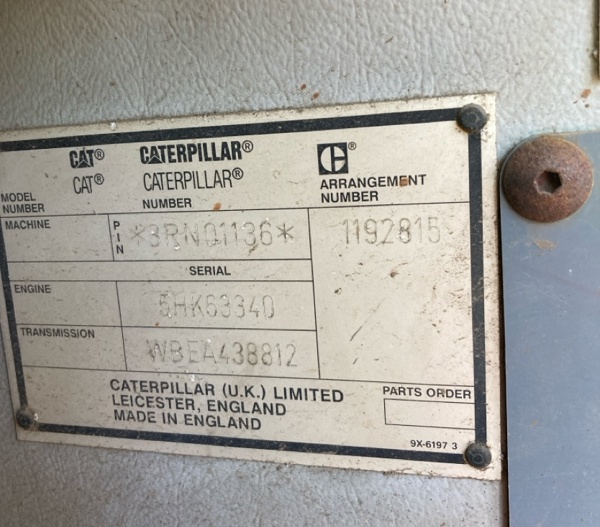 CAT® CATERPILLAR® C®
CAT® CATERPILLAR®
MODEL NUMBER NUMBER ARRANGEMENT NUMBER
MACHINE PIN *3RN01136* 1192815
SERIAL
ENGINE 5HK63340
TRANSMISSION WBEA438812
CATERPILLAR (U.K.) LIMITED
LEICESTER, ENGLAND
MADE IN ENGLAND
PARTS ORDER
9X-6197 3